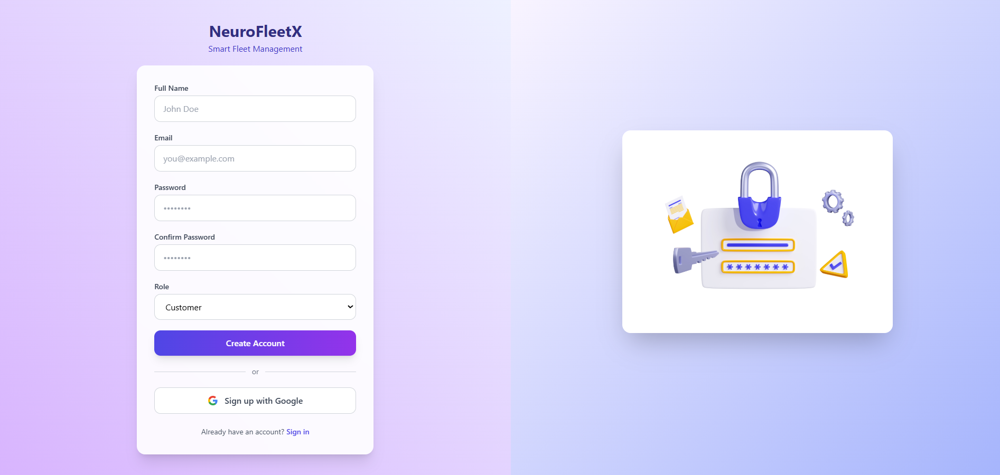 NeuroFleetX
Smart Fleet Management
Full Name
John Doe
Email
you@example.com
Password
••••••••
Confirm Password
••••••••
Role
Customer
Create Account
or
Sign up with Google
Already have an account? Sign in
*******